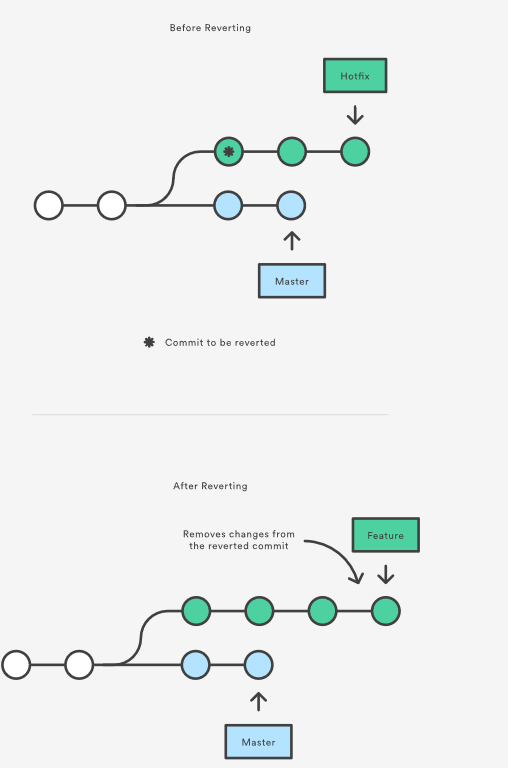 Before Reverting
Hotfix
Master
Commit to be reverted
After Reverting
Removes changes from
the reverted commit
Feature
Master